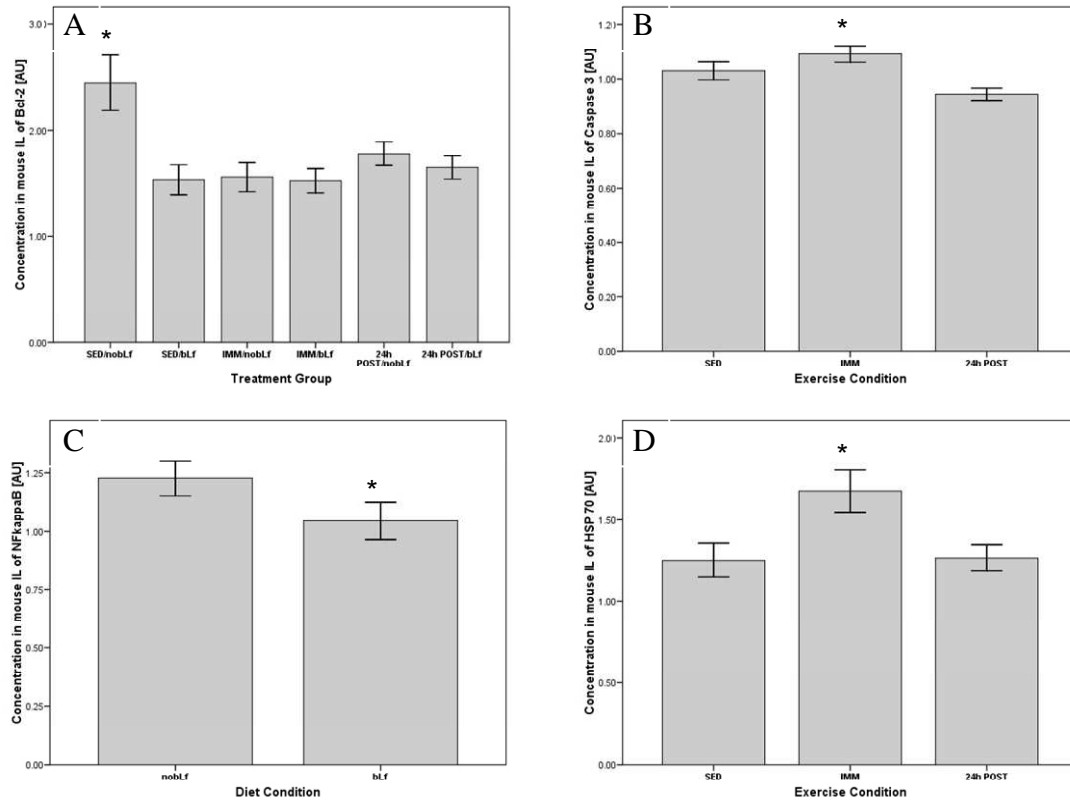 A
*
Concentration in mouse IL of Bcl-2 [AU]
3.0
2.00
1.00
0.00
SED/nobLf
SED/bLf
IMM/nobLf
IMM/bLf
24h
POST/nobLf
24h POST/bLf
Treatment Group
B
*
Concentration in mouse IL of Caspase 3 [AU]
1.2
1.00
0.80
0.60
0.40
0.20
0.00
SED
IMM
24h POST
Exercise Condition
C
*
Concentration in mouse IL of NFkappaB [AU]
1.25
1.00
0.75
0.50
0.25
0.00
nobLf
bLf
Diet Condition
D
*
Concentration in mouse IL of HSP70 [AU]
2.0
1.50
1.00
0.50
0.00
SED
IMM
24h POST
Exercise Condition